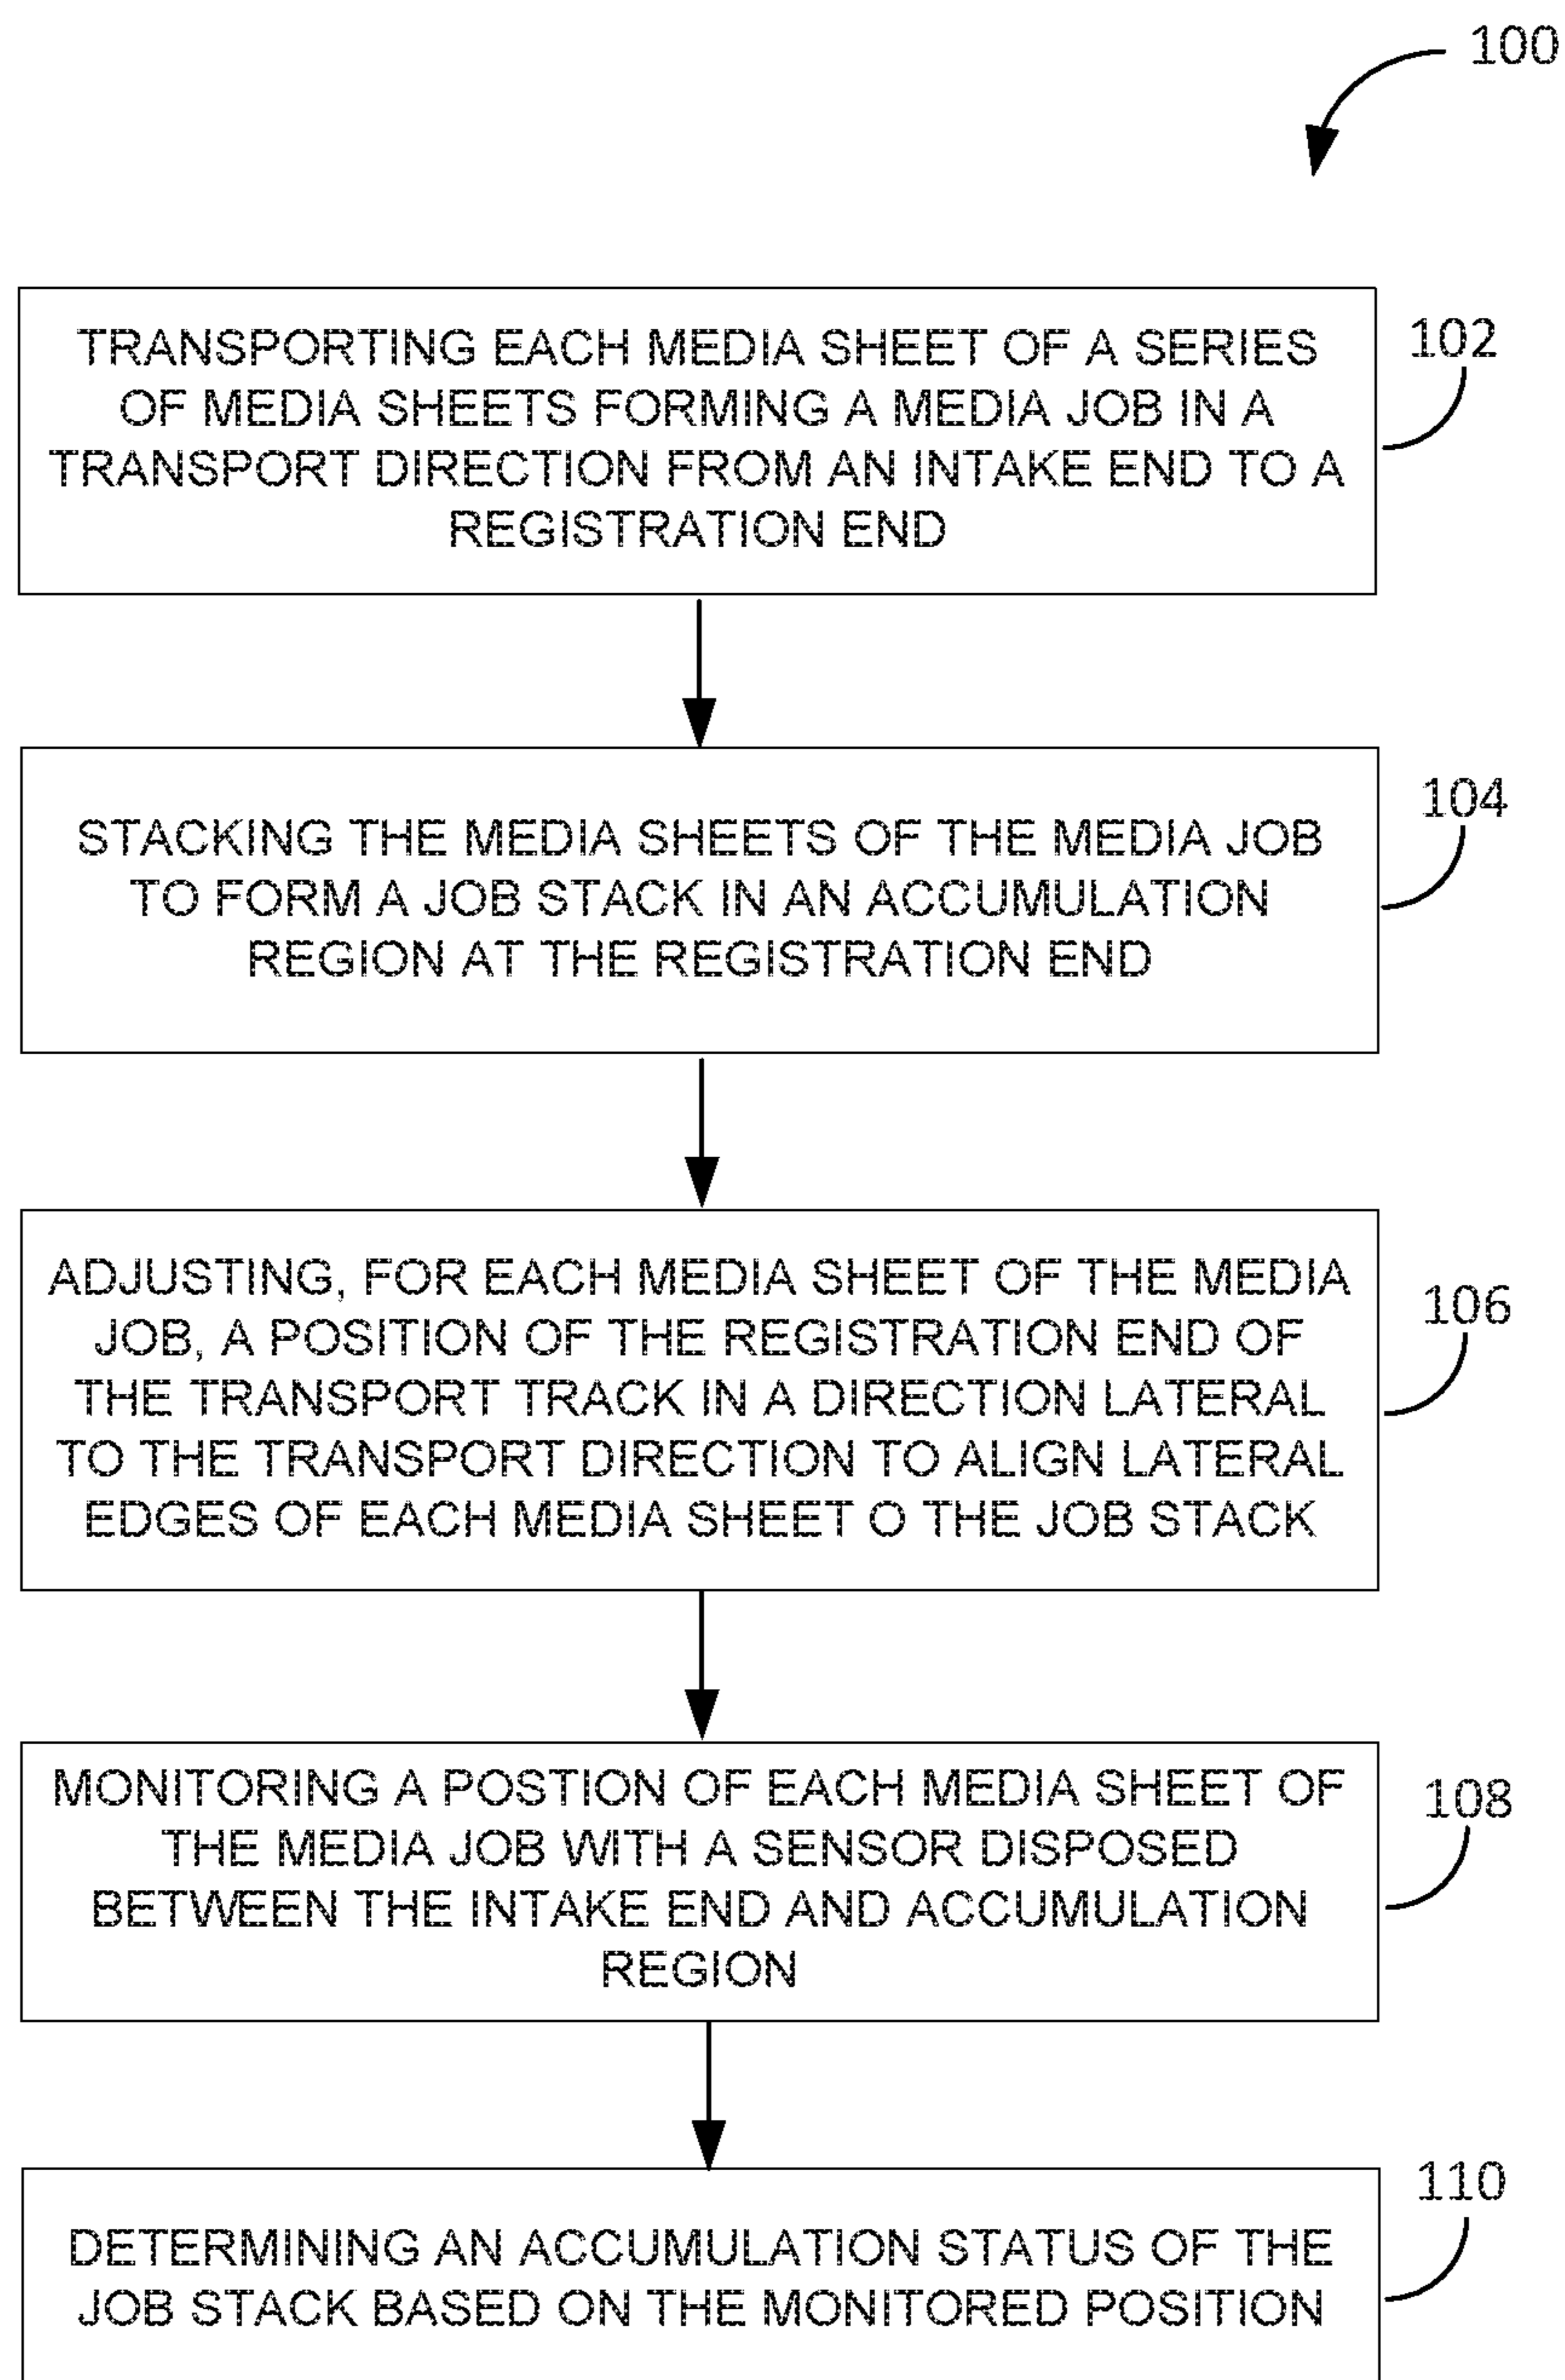 100
TRANSPORTING EACH MEDIA SHEET OF A SERIES
OF MEDIA SHEETS FORMING A MEDIA JOB IN A
TRANSPORT DIRECTION FROM AN INTAKE END TO A
REGISTRATION END
102
STACKING THE MEDIA SHEETS OF THE MEDIA JOB
TO FORM A JOB STACK IN AN ACCUMULATION
REGION AT THE REGISTRATION END
104
ADJUSTING, FOR EACH MEDIA SHEET OF THE MEDIA
JOB, A POSITION OF THE REGISTRATION END OF
THE TRANSPORT TRACK IN A DIRECTION LATERAL
TO THE TRANSPORT DIRECTION TO ALIGN LATERAL
EDGES OF EACH MEDIA SHEET O THE JOB STACK
106
MONITORING A POSTION OF EACH MEDIA SHEET OF
THE MEDIA JOB WITH A SENSOR DISPOSED
BETWEEN THE INTAKE END AND ACCUMULATION
REGION
108
DETERMINING AN ACCUMULATION STATUS OF THE
JOB STACK BASED ON THE MONITORED POSITION
110